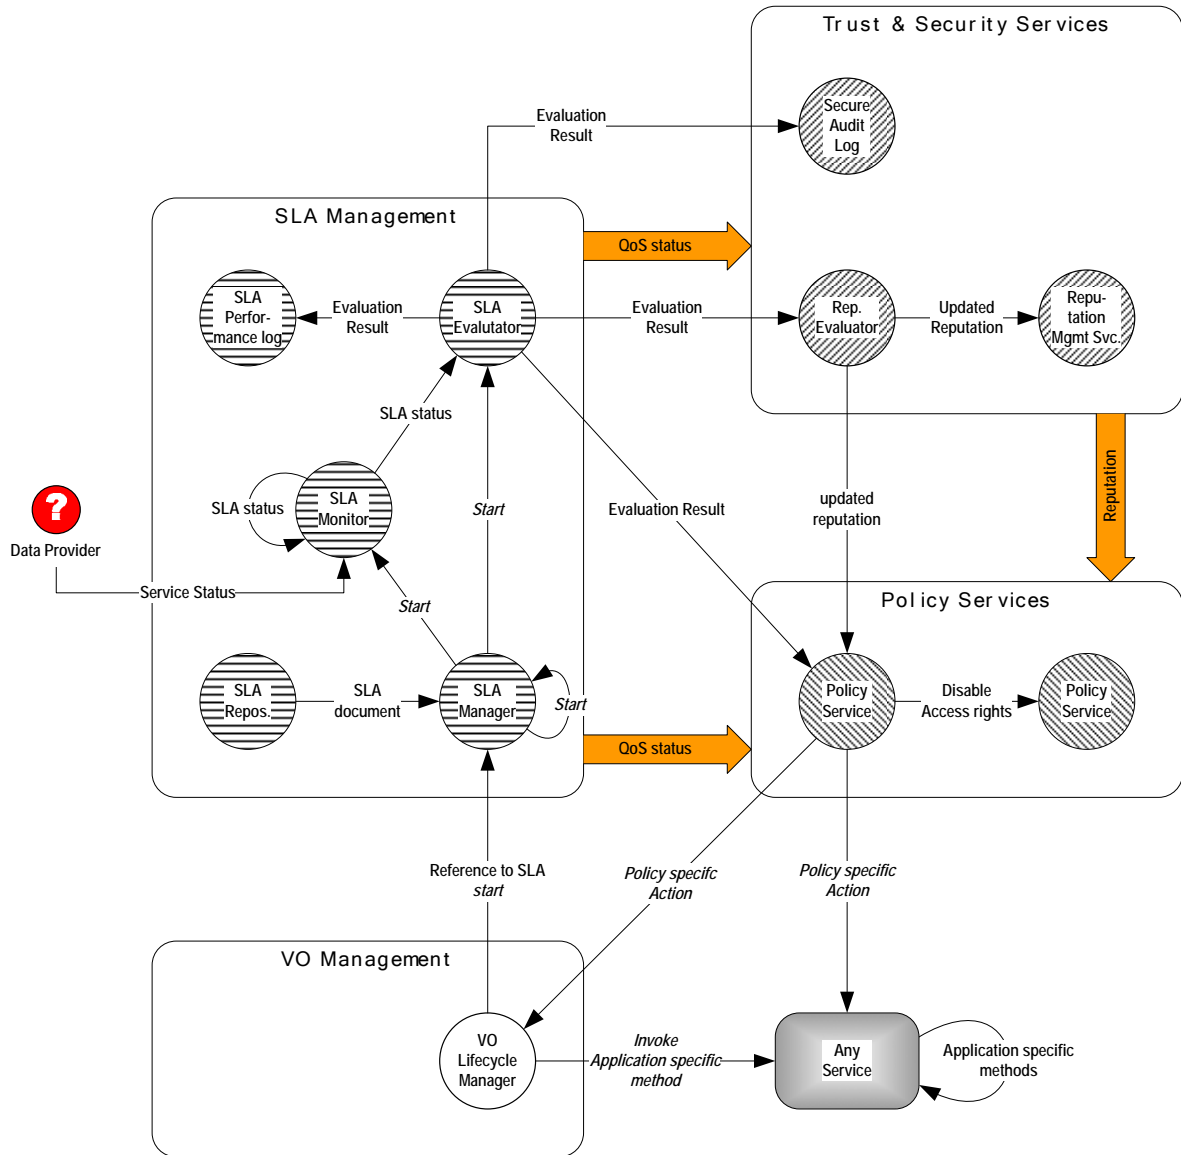 Trust & Security Services
Secure
Audit
Log
Evaluation
Result
SLA Management
QoS status
SLA
Perfor-
mance log
Evaluation
Result
SLA
Evalutator
Evaluation
Result
Rep.
Evaluator
Updated
Reputation
Repu-
tation
Mgmt Svc.
SLA status
Reputation
SLA status
SLA
Monitor
Start
Evaluation Result
updated
reputation
?
Data Provider
Service Status
Start
Policy Services
SLA
Repos.
SLA
document
SLA
Manager
Start
Policy
Service
Disable
Access rights
Policy
Service
QoS status
Reference to SLA
start
Policy specifc
Action
Policy specific
Action
VO Management
VO
Lifecycle
Manager
Invoke
Application specific
method
Any
Service
Application specific
methods